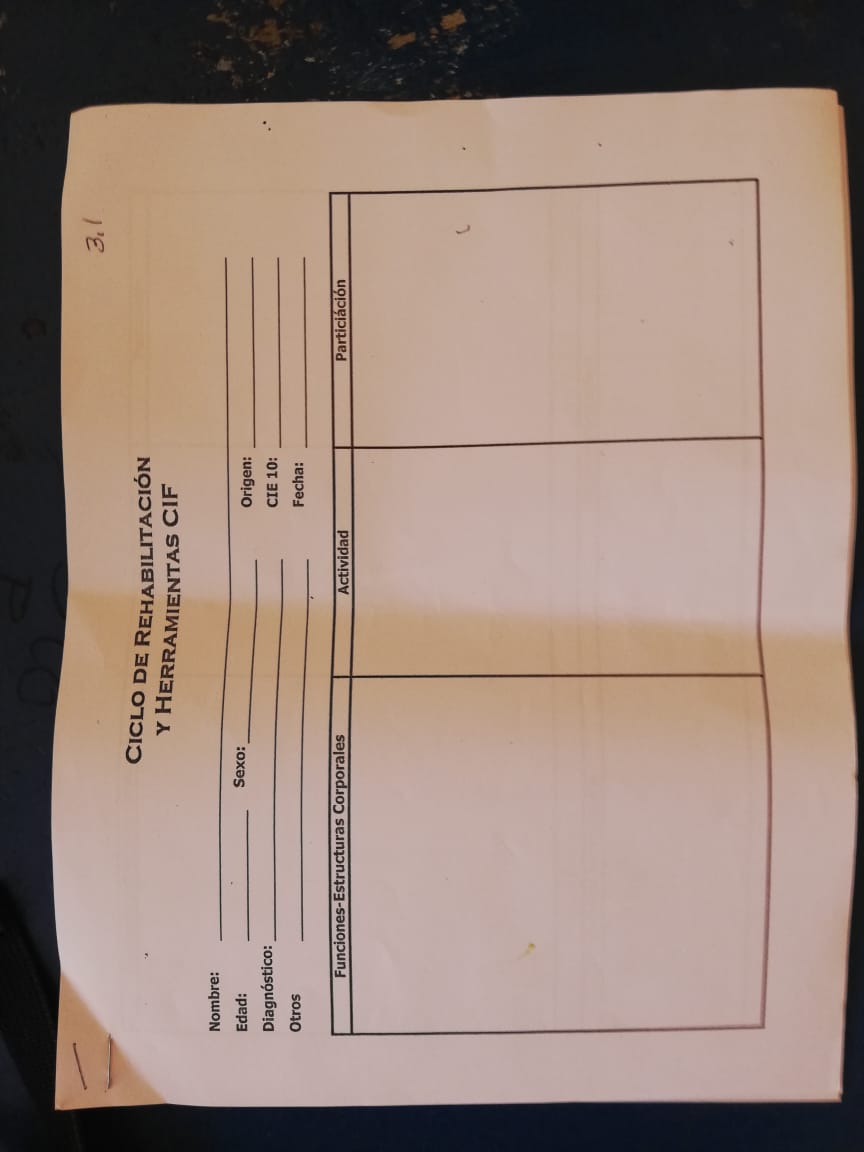 3.1
CICLO DE REHABILITACIÓN
Y HERRAMIENTAS CIF
Nombre:
Edad: Sexo: Origen:
Diagnóstico: CIE 10:
Otros Fecha:
Funciones-Estructuras Corporales Actividad Particiáción